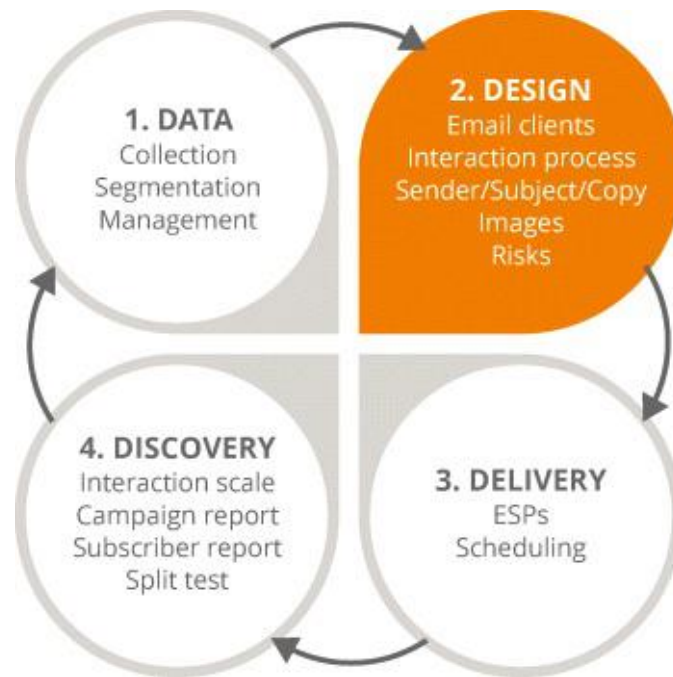 1. DATA
Collection
Segmentation
Management
2. DESIGN
Email clients
Interaction process
Sender/Subject/Copy
Images
Risks
3. DELIVERY
ESPs
Scheduling
4. DISCOVERY
Interaction scale
Campaign report
Subscriber report
Split test